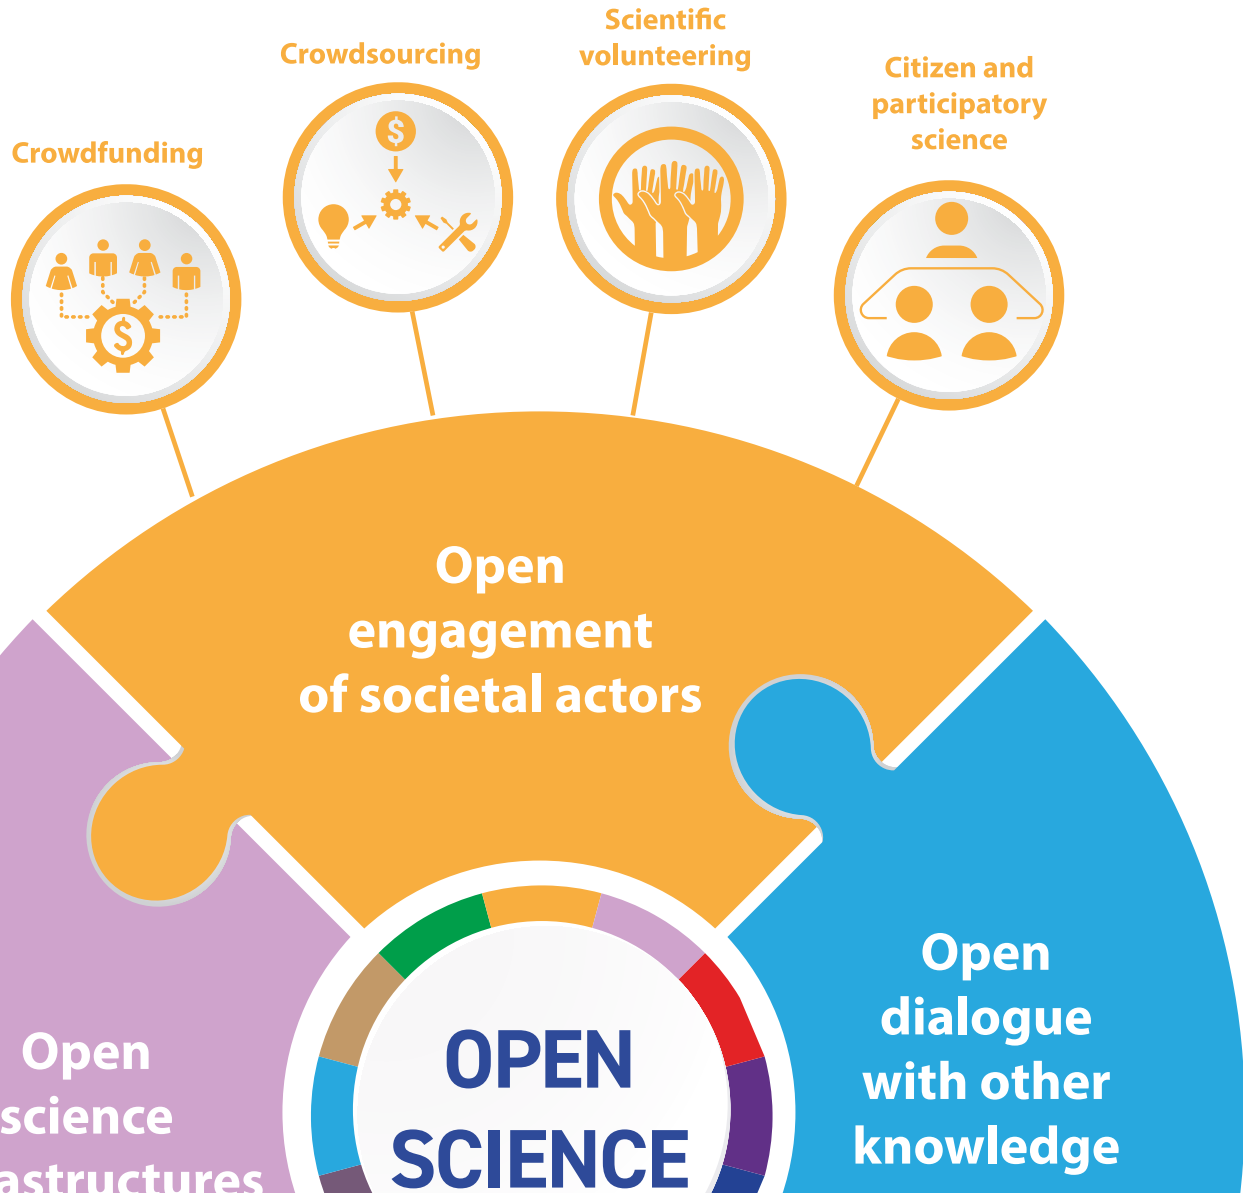 Crowdfunding
Crowdsourcing
Scientific
volunteering
Citizen and
participatory
science
Open
engagement
of societal actors
Open
science
astructures
OPEN
SCIENCE
Open
dialogue
with other
knowledge